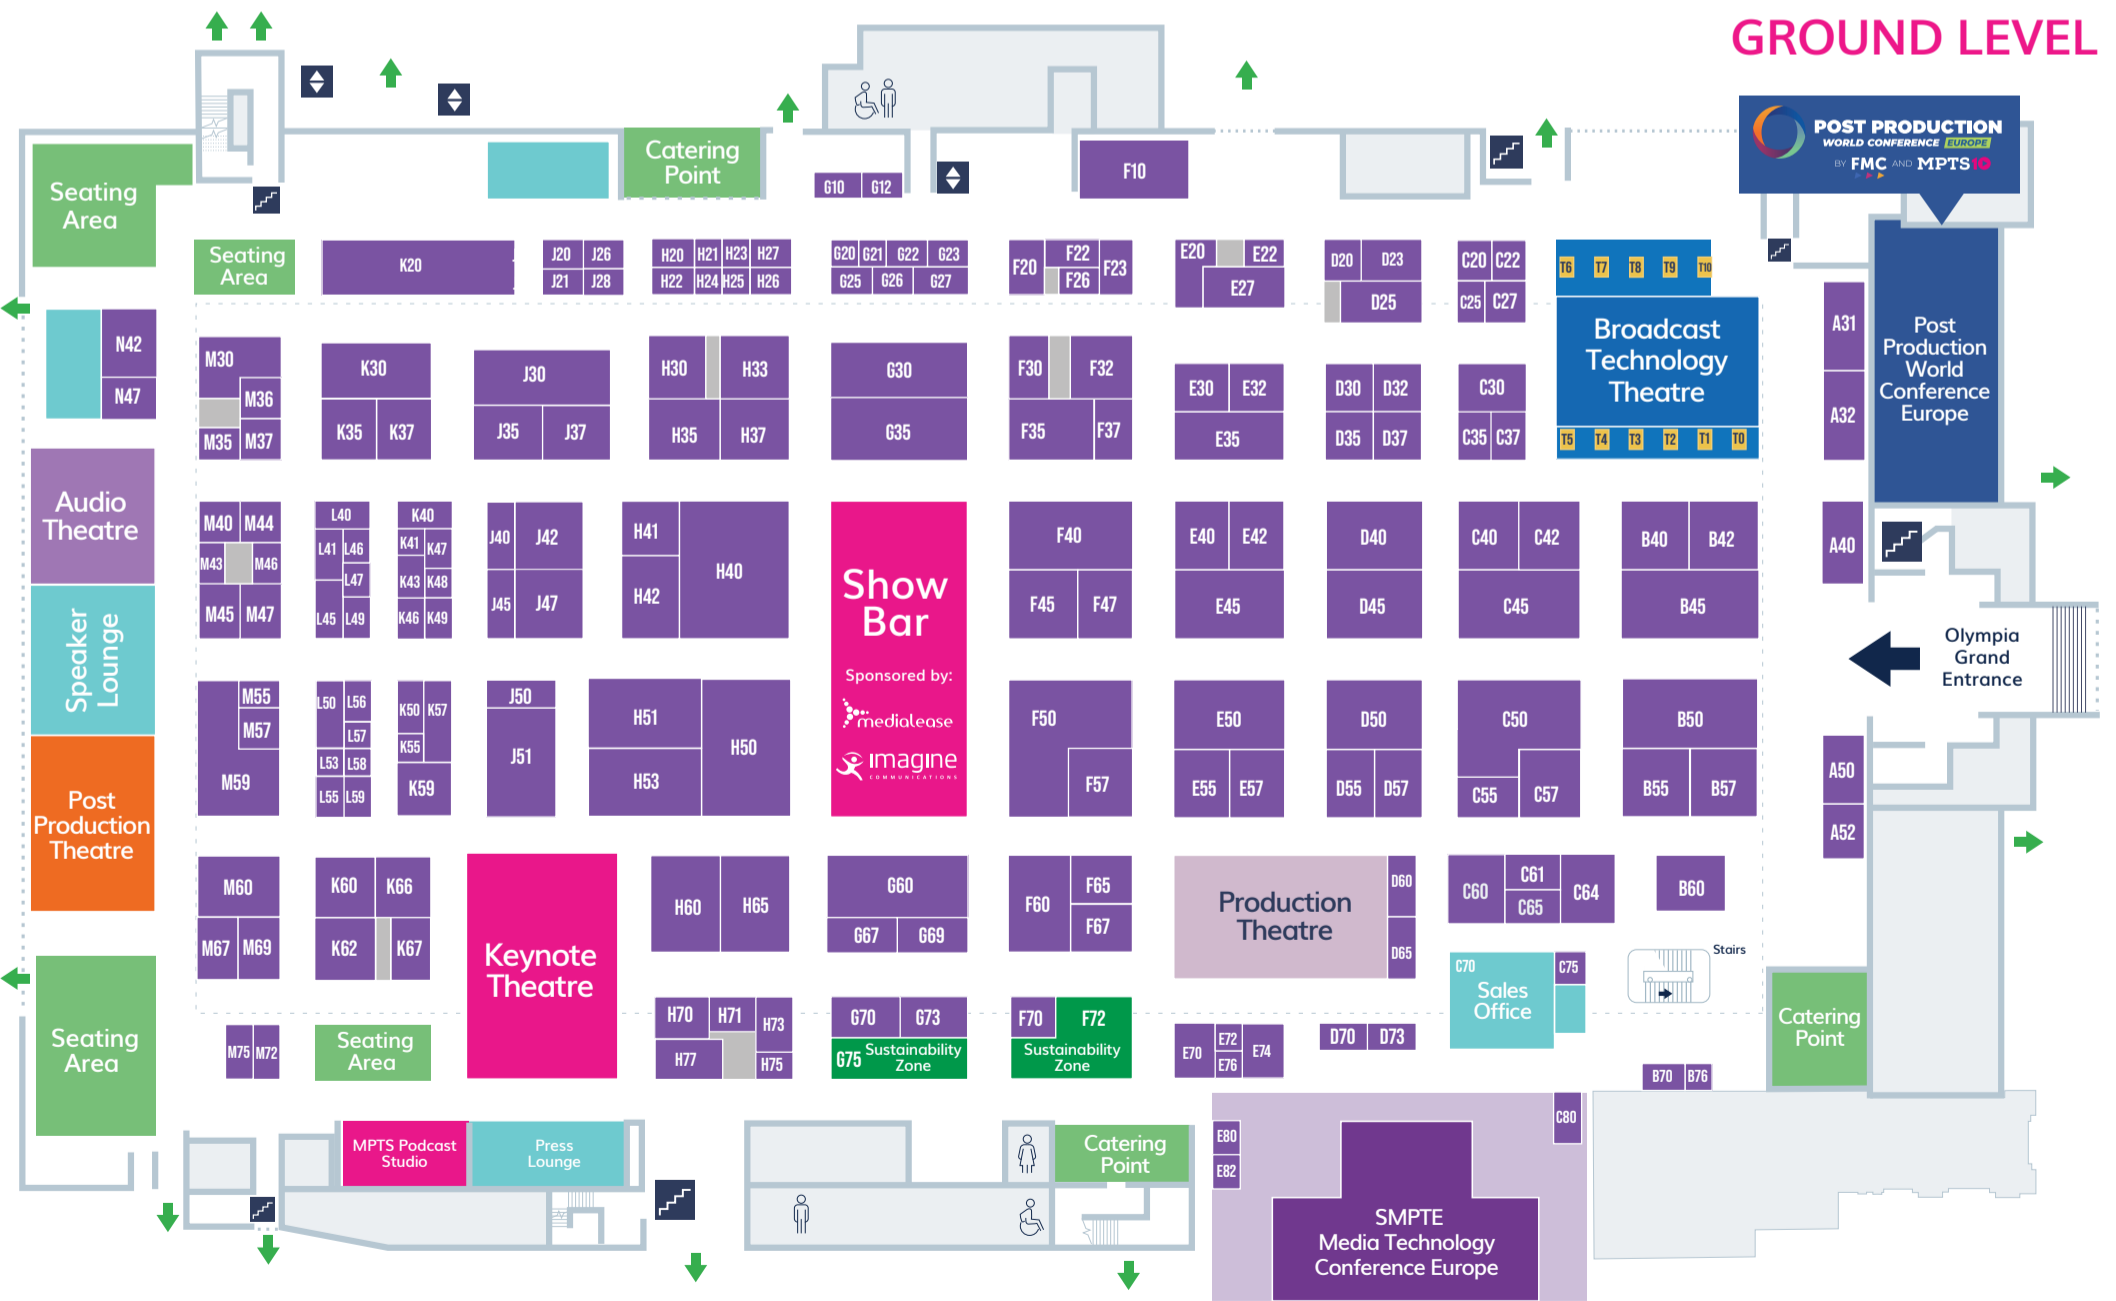 GROUND LEVEL
POST PRODUCTION
WORLD CONFERENCE EUROPE
BY FMC AND MPTS10
Catering
Point
Seating
Area
G10 G12
F10
Seating
Area
K20
J20 J26
J21 J28
H20 H21 H23 H27
H22 H24 H25 H26
G20 G21 G22 G23
G25 G26 G27
F20 F22 F23
F26
E20 E22
E27
D20 D23
D25
C20 C22
C25 C27
T6 T7 T8 T9 T10
Broadcast
Technology
Theatre
T5 T4 T3 T2 T1 T0
A31
A32
Post
Production
World
Conference
Europe
N42
N47
M30
M36
M35 M37
K30
K35 K37
J30
J35 J37
H30 H33
H35 H37
G30
G35
F30 F32
F35 F37
E30 E32
E35
D30 D32
D35 D37
C30
C35 C37
Audio
Theatre
M40 M44
M43 M46
M45 M47
L40
L41 L46
L47
L45 L49
K40
K41 K47
K43 K48
K46 K49
J40 J42
J45 J47
H41
H42
H40
Show
Bar
Sponsored by:
medialease
imagine
COMMUNICATIONS
F40
F45 F47
E40 E42
E45
D40
D45
C40 C42
C45
B40 B42
B45
A40
Olympia
Grand
Entrance
Speaker
Lounge
M55
M57
M59
L50 L56
L57
L53 L58
L55 L59
K50 K57
K55
K59
J50
J51
H51
H53
H50
F50
F57
E50
E55 E57
D50
D55 D57
C50
C55 C57
B50
B55 B57
A50
A52
Post
Production
Theatre
M60
M67 M69
K60 K66
K62 K67
Keynote
Theatre
H60 H65
G60
G67 G69
F60 F65
F67
Production
Theatre
D60
D65
C60 C61 C64
C65
B60
Stairs
C70
Sales
Office
C75
Seating
Area
M75 M72
Seating
Area
H70 H71 H73
H77 H75
G70 G73
G75 Sustainability
Zone
F70 F72
Sustainability
Zone
E70 E72 E74
E76
D70 D73
B70 B76
Catering
Point
MPTS Podcast
Studio
Press
Lounge
Catering
Point
E80
E82
C80
SMPTE
Media Technology
Conference Europe